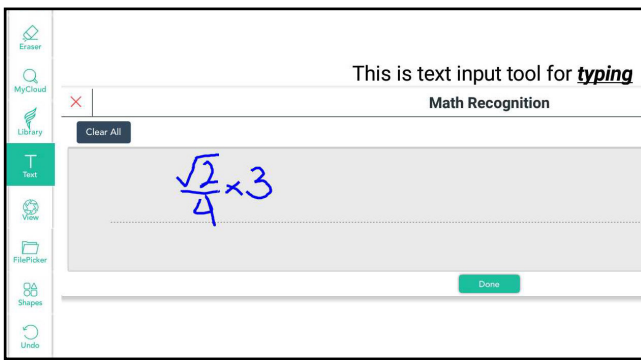 Eraser
MyCloud
Library
Text
View
FilePicker
Shapes
Undo
This is text input tool for typing
Math Recognition
Clear All
√2/4 × 3
Done